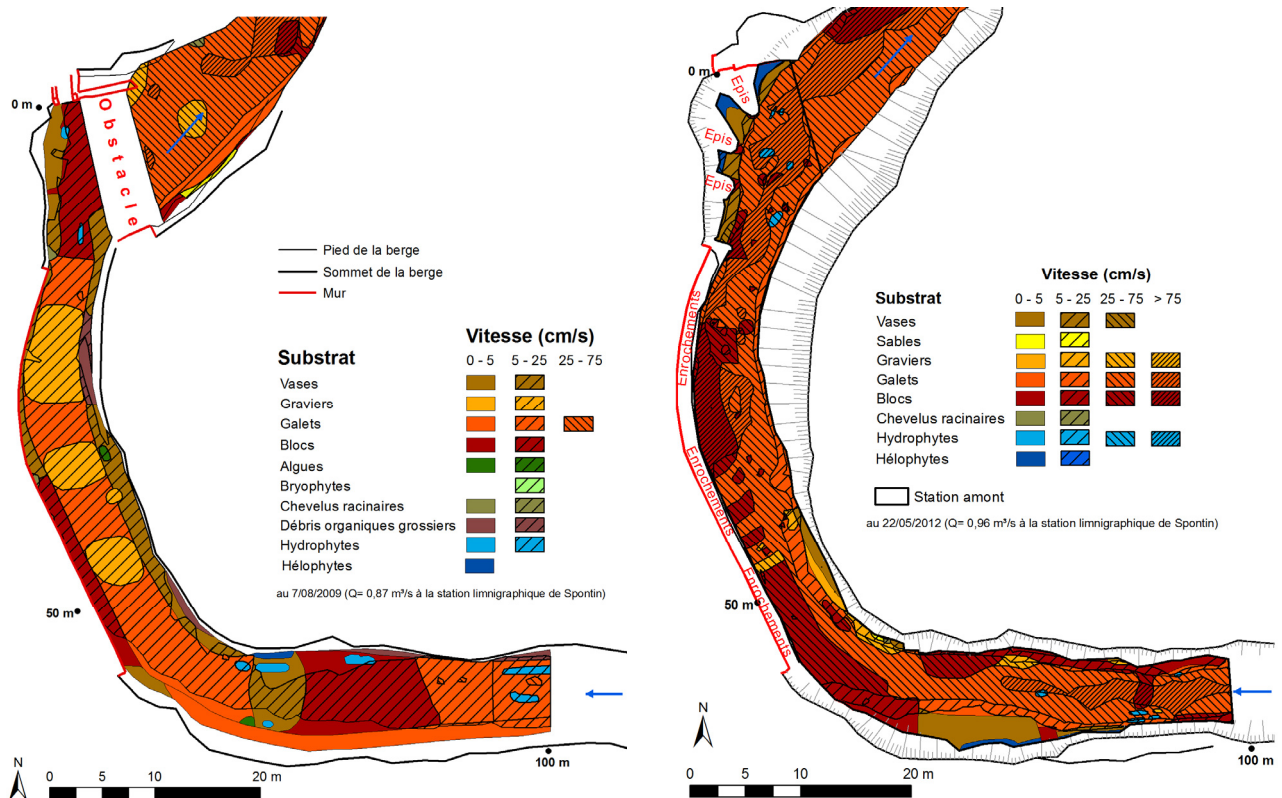 0 m
Obstacle
Pied de la berge
Sommet de la berge
Mur
Vitesse (cm/s)
Substrat
0 - 5 5 - 25 25 - 75
Vases
Graviers
Galets
Blocs
Algues
Bryophytes
Chevelus racinaires
Débris organiques grossiers
Hydrophytes
Hélophytes
au 7/08/2009 (Q= 0,87 m³/s à la station limnigraphique de Spontin)
50 m
100 m
N
0 5 10 20 m
0 m
Epis
Epis
Epis
Enrochements
Enrochements
Enrochements
Enrochements
Vitesse (cm/s)
Substrat
0 - 5 5 - 25 25 - 75 > 75
Vases
Sables
Graviers
Galets
Blocs
Chevelus racinaires
Hydrophytes
Hélophytes
Station amont
au 22/05/2012 (Q= 0,96 m³/s à la station limnigraphique de Spontin)
50 m
100 m
N
0 5 10 20 m